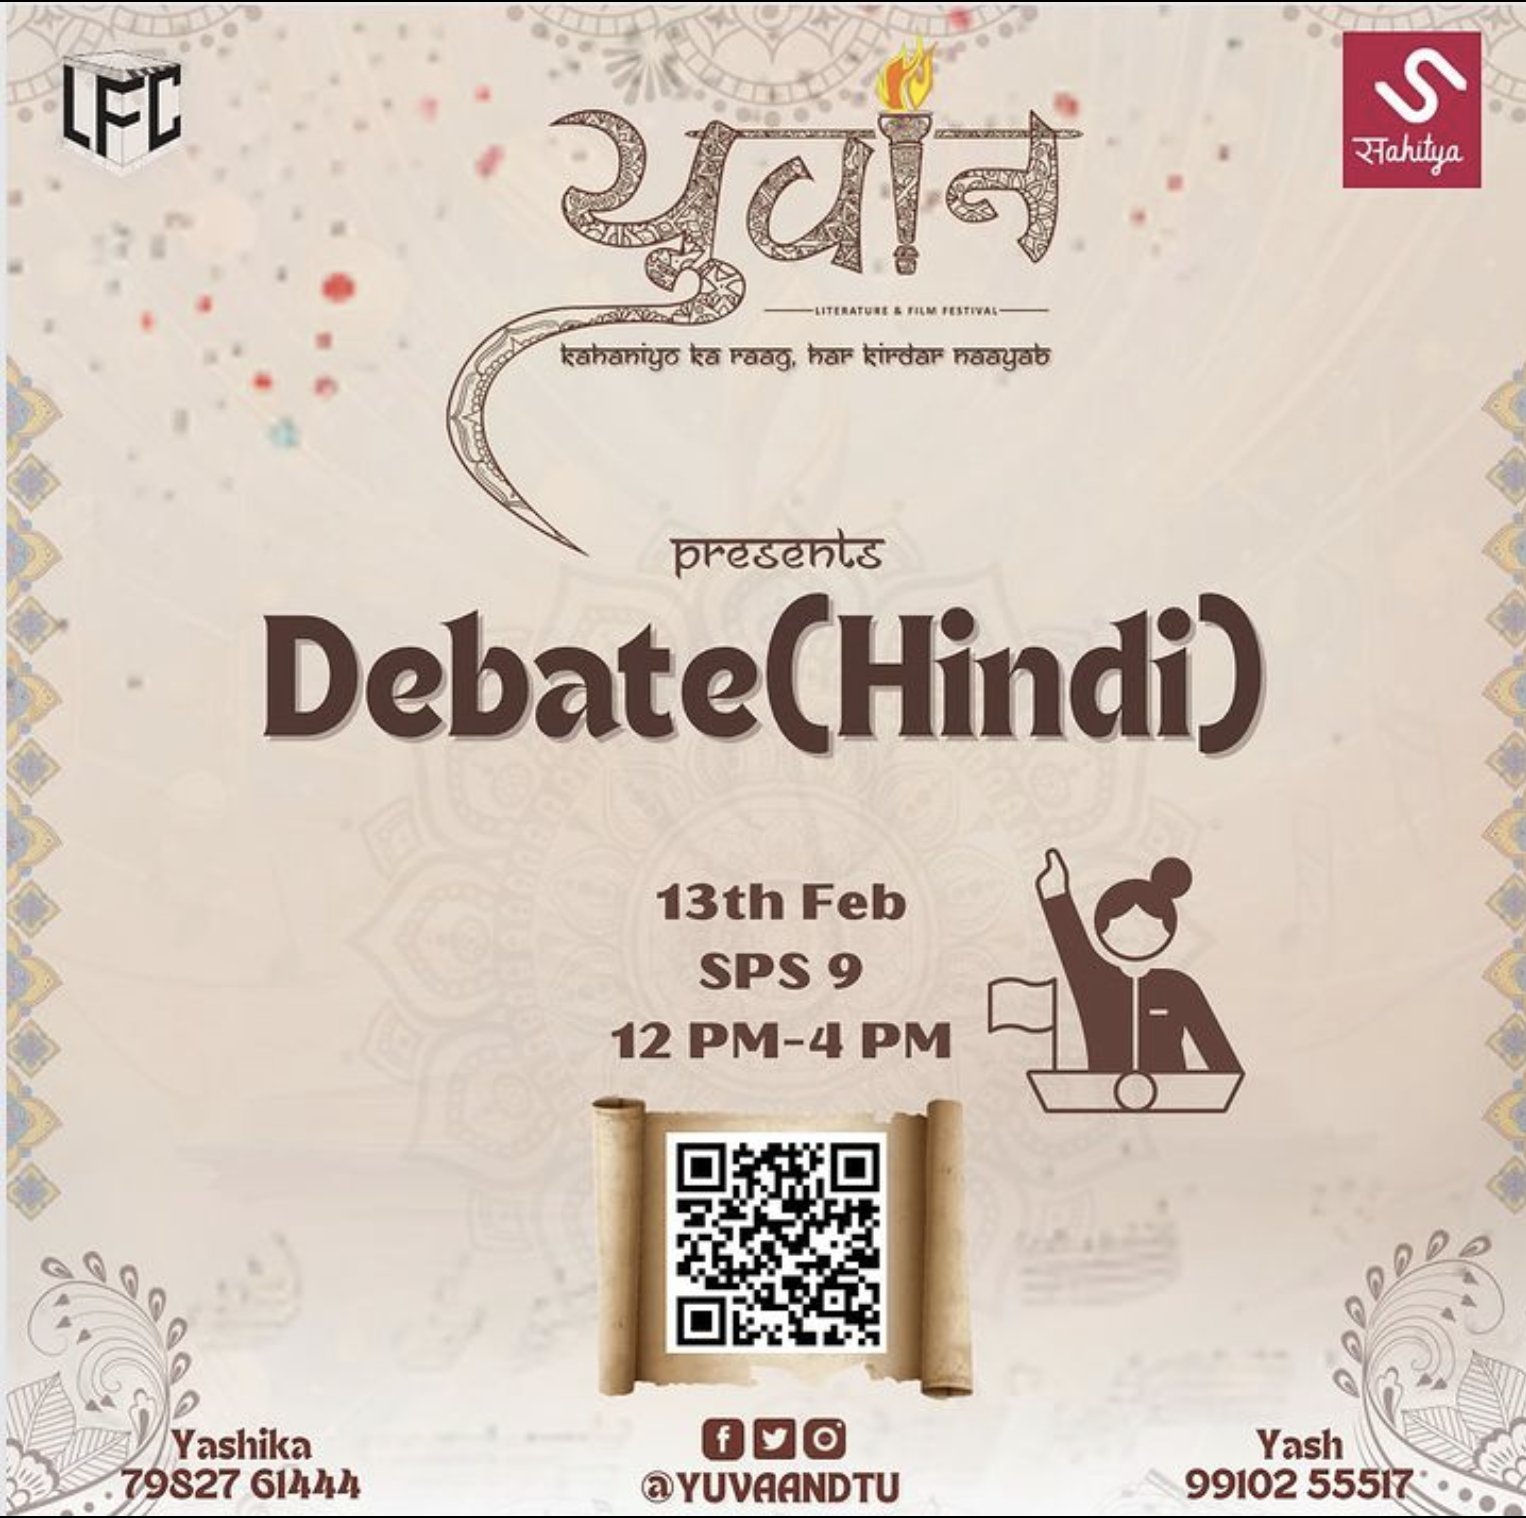 LFC
युवान
साhitya
LITERATURE & FILM FESTIVAL
kahaniyo ka raag, har kirdar naayab
presents
Debate(Hindi)
13th Feb
SPS 9
12 PM-4 PM
Yashika
79827 61444
@YUVAANDTU
Yash
99102 55517